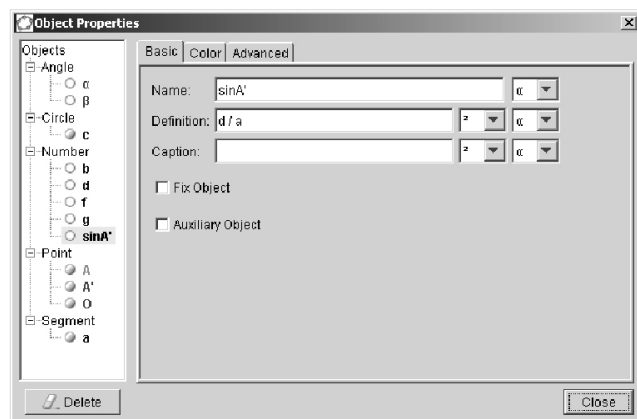 Object Properties
Objects
Angle
α
β
Circle
c
Number
b
d
f
g
sinA'
Point
A
A'
O
Segment
a
Delete
Basic Color Advanced
Name: sinA' α
Definition: d / a ² α
Caption: ² α
Fix Object
Auxiliary Object
Close